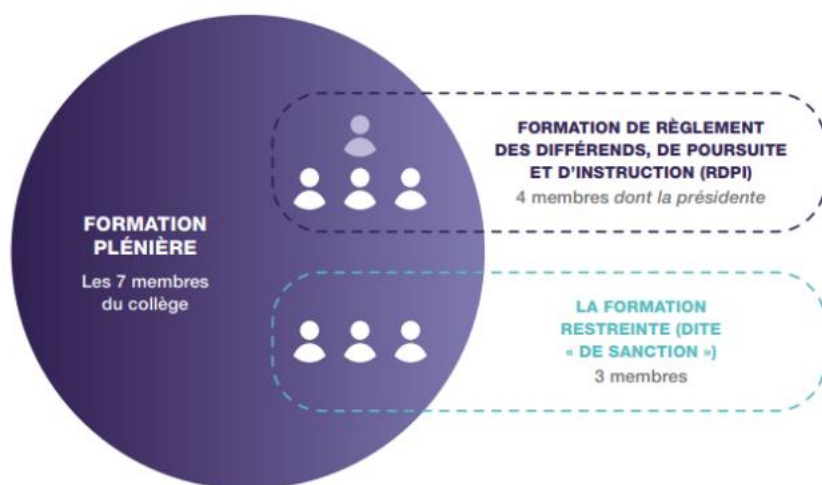 FORMATION
PLÉNIÈRE
Les 7 membres
du collège
FORMATION DE RÈGLEMENT
DES DIFFÉRENDS, DE POURSUITE
ET D'INSTRUCTION (RDPI)
4 membres dont la présidente
LA FORMATION
RESTREINTE (DITE
« DE SANCTION »)
3 membres